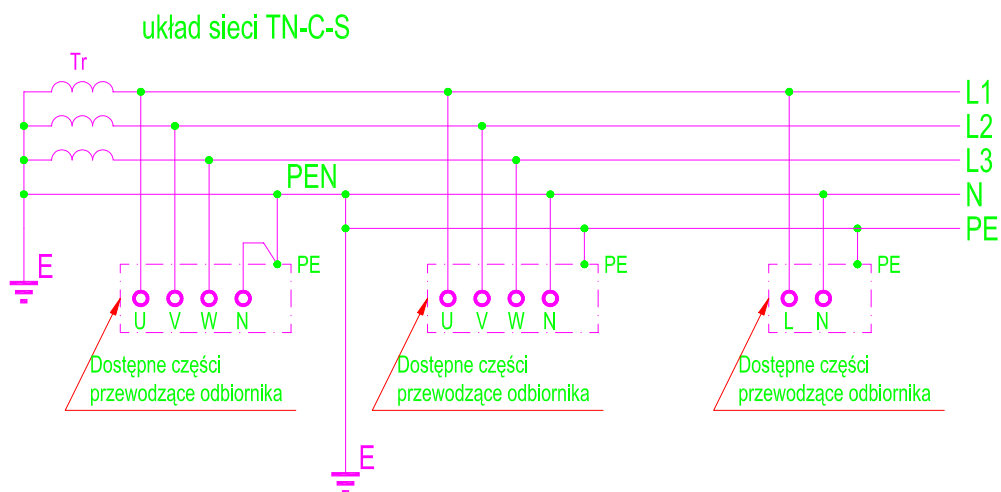 układ sieci TN-C-S
Tr
L1
L2
L3
PEN
N
PE
E
PE
PE
PE
U V W N
U V W N
L N
Dostępne części
przewodzące odbiornika
Dostępne części
przewodzące odbiornika
Dostępne części
przewodzące odbiornika
E